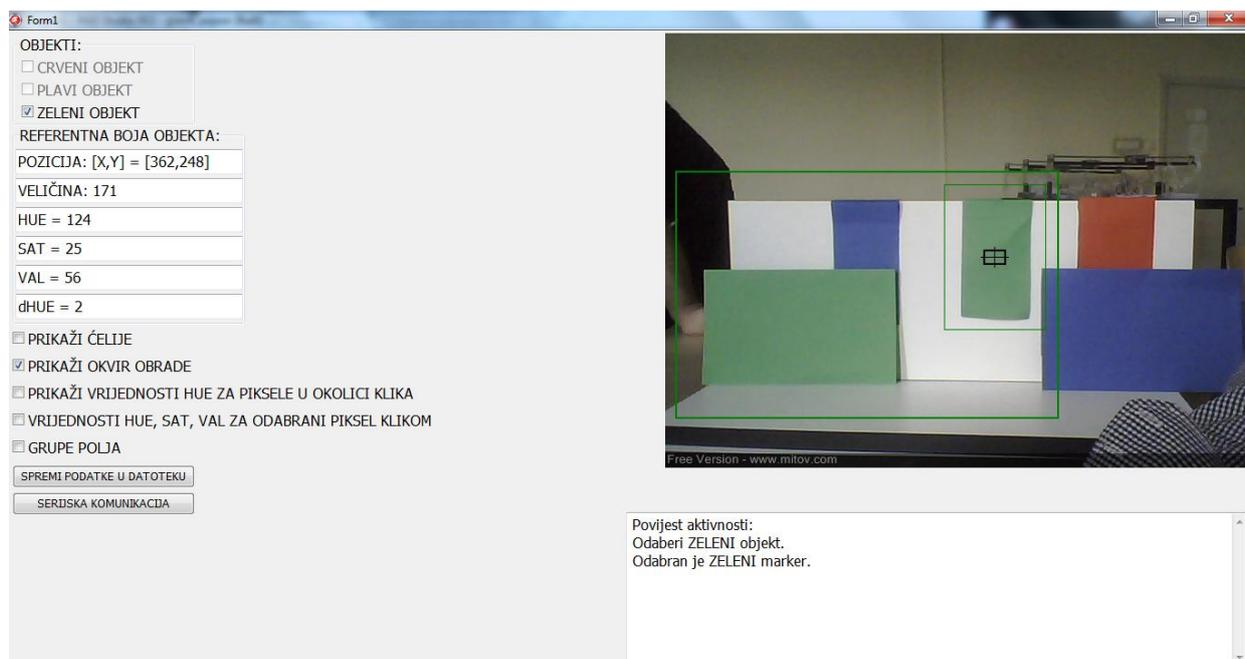 Form1
OBJEKTI:
CRVENI OBJEKT
PLAVI OBJEKT
ZELENI OBJEKT
REFERENTNA BOJA OBJEKTA:
POZICIJA: [X,Y] = [362,248]
VELIČINA: 171
HUE = 124
SAT = 25
VAL = 56
dHUE = 2
PRIKAŽI ĆELIJE
PRIKAŽI OKVIR OBRADE
PRIKAŽI VRIJEDNOSTI HUE ZA PIKSELE U OKOLICI KLIKA
VRIJEDNOSTI HUE, SAT, VAL ZA ODABRANI PIKSEL KLIKOM
GRUPE POLJA
SPREMI PODATKE U DATOTEKU
SERIJSKA KOMUNIKACIJA
Free Version - www.mitov.com
Povijest aktivnosti:
Odaberi ZELENI objekt.
Odabran je ZELENI marker.